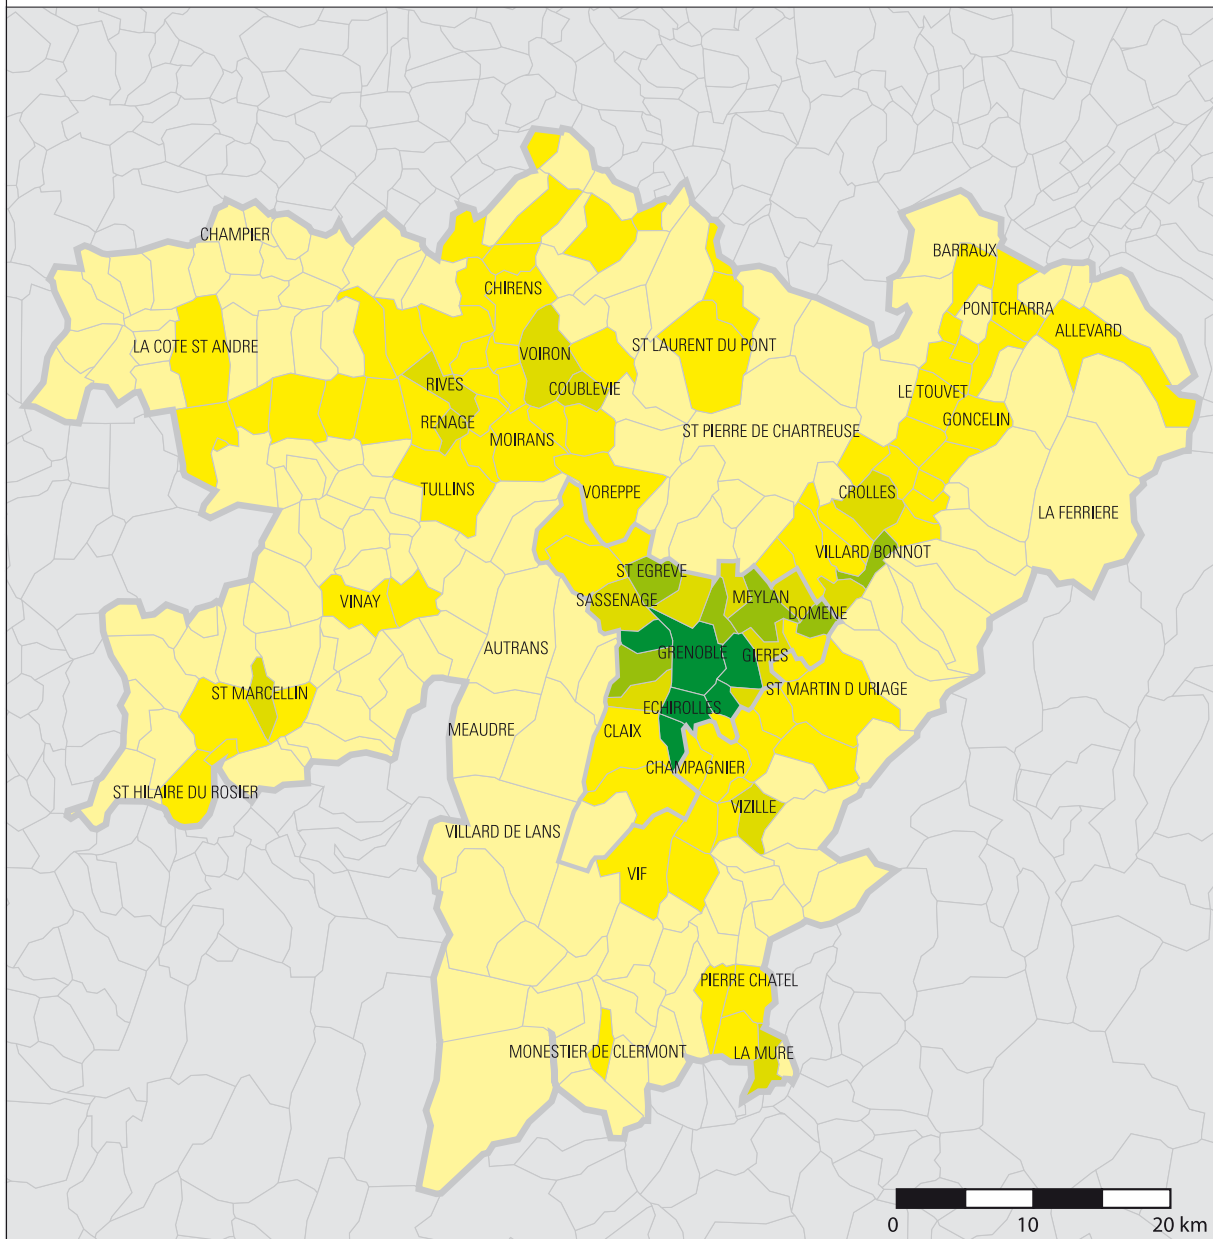 CHAMPIER
BARRAUX
CHIRENS
PONTCHARRA
ALLEVARD
LA COTE ST ANDRE
VOIRON
ST LAURENT DU PONT
RIVES
COUBLEVIE
LE TOUVET
RENAGE
GONCELIN
MOIRANS
ST PIERRE DE CHARTREUSE
TULLINS
VOREPPE
CROLLES
LA FERRIERE
VILLARD BONNOT
ST EGREVE
VINAY
SASSENAGE
MEYLAN
DOMENE
AUTRANS
GRENOBLE
GIERES
ST MARCELLIN
ST MARTIN D URIAGE
ECHIROLLES
MEAUDRE
CLAIX
CHAMPAGNIER
ST HILAIRE DU ROSIER
VIZILLE
VILLARD DE LANS
VIF
PIERRE CHATEL
MONESTIER DE CLERMONT
LA MURE
0 10 20 km